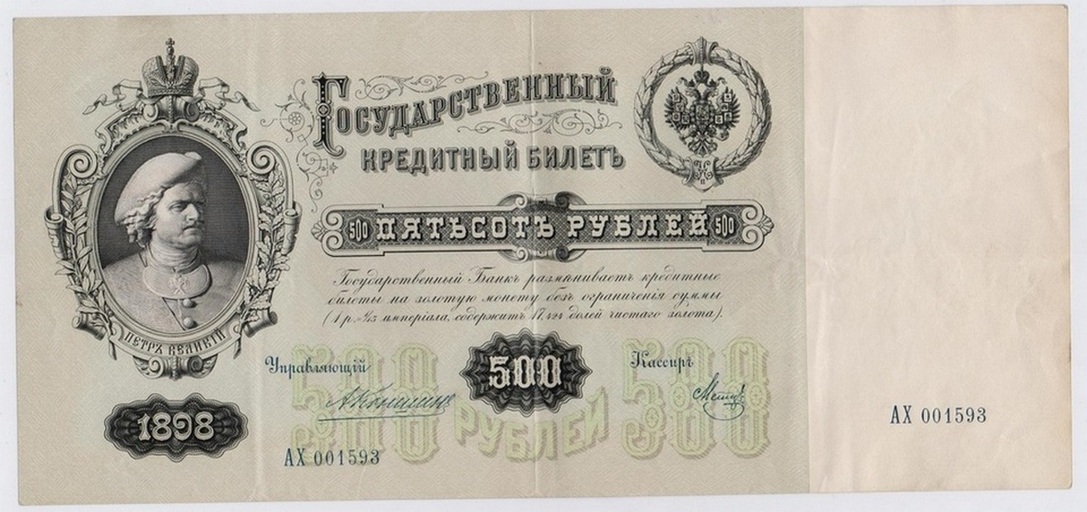 Государственный
кредитный билетъ
500 ПЯТЬСОТЪ РУБЛЕЙ 500
Государственный Банкъ размѣниваетъ кредитные
билеты на золотую монету безъ ограниченія суммы
(1 р. = 1/15 имперіала, содержитъ 17,424 долей чистаго золота).
ПЕТРЪ ВЕЛИКІЙ
Управляющій
500
Кассиръ
500 500
РУБЛЕЙ
300 300
1898
АХ 001593
АХ 001593